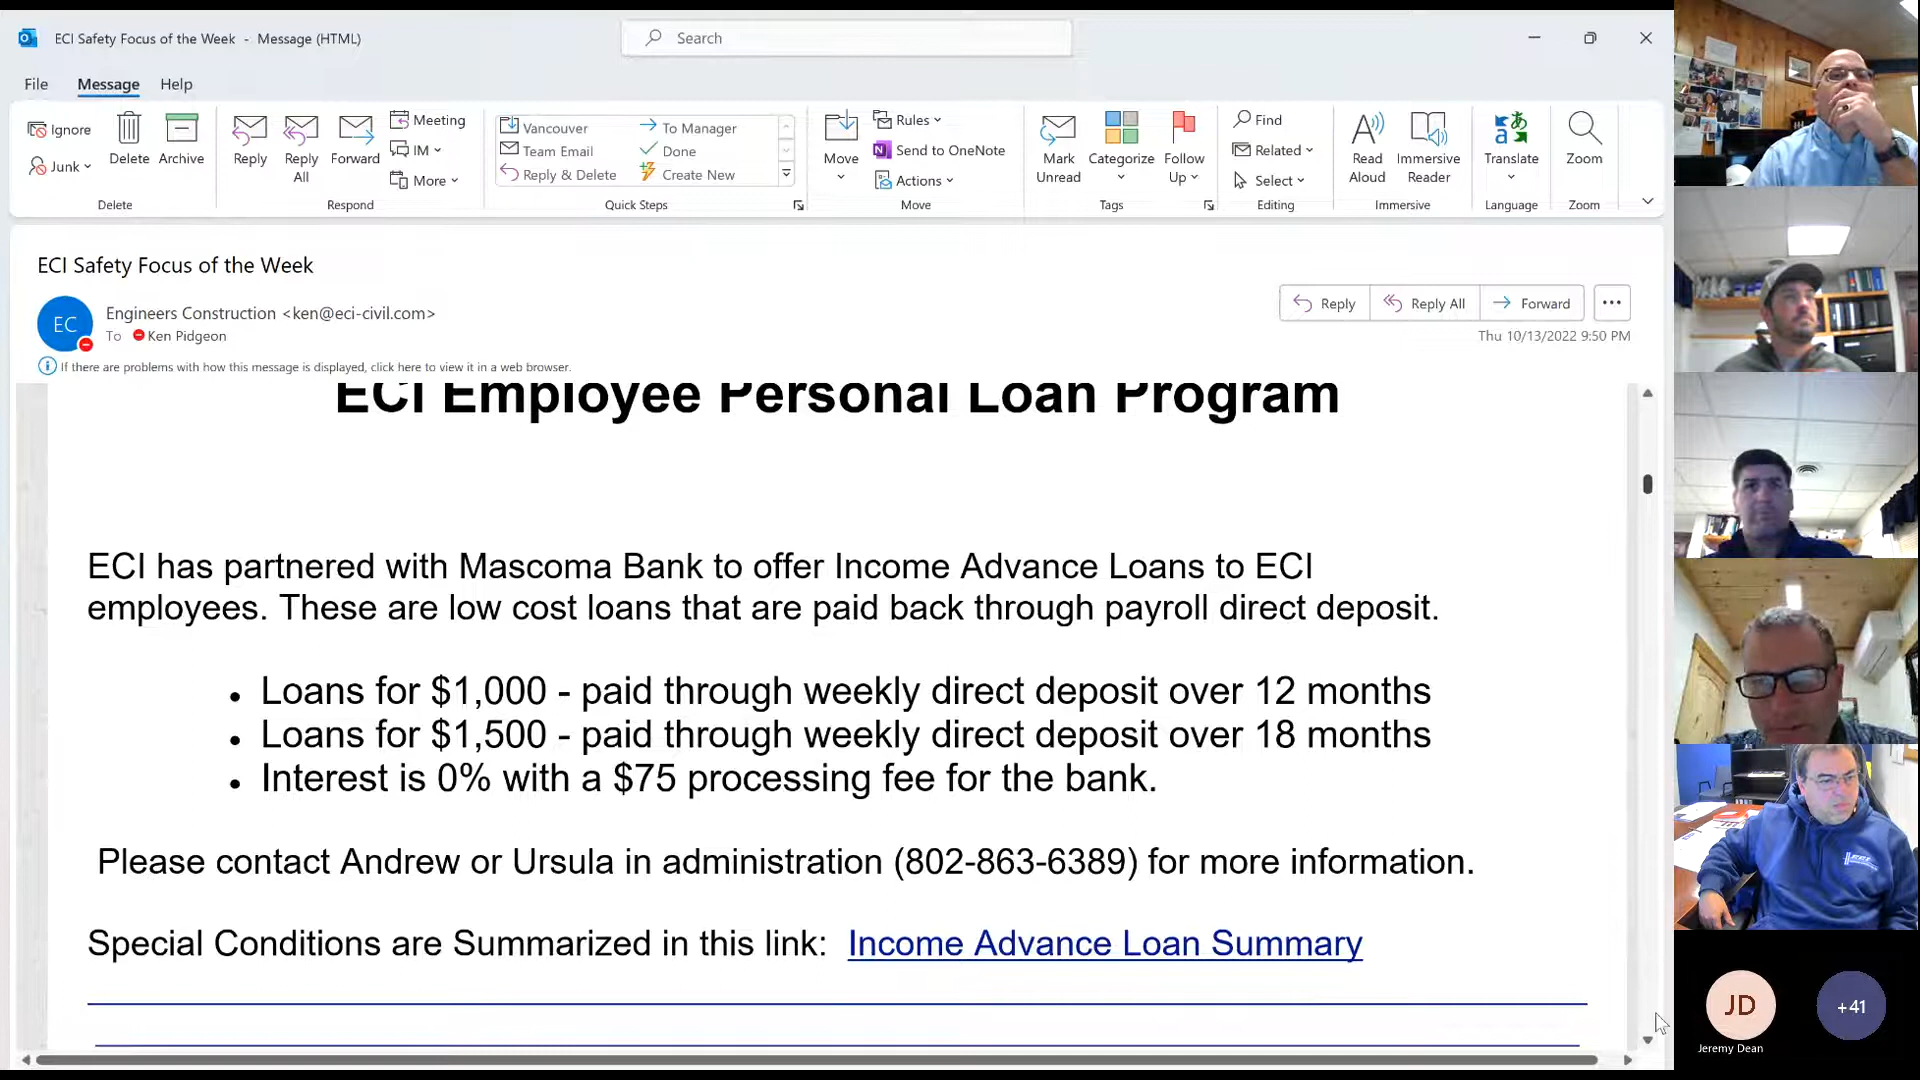 ECI Safety Focus of the Week - Message (HTML)
Search
File Message Help
Ignore
Junk
Delete
Archive
Delete
Reply
Reply All
Forward
Meeting
IM
More
Respond
Vancouver
To Manager
Team Email
Done
Reply & Delete
Create New
Quick Steps
Move
Rules
Send to OneNote
Actions
Move
Mark Unread
Categorize
Follow Up
Tags
Find
Related
Select
Editing
Read Aloud
Immersive Reader
Immersive
Translate
Language
Zoom
Zoom
ECI Safety Focus of the Week
EC
Engineers Construction <ken@eci-civil.com>
To Ken Pidgeon
Reply
Reply All
Forward
Thu 10/13/2022 9:50 PM
If there are problems with how this message is displayed, click here to view it in a web browser.
ECI Employee Personal Loan Program
ECI has partnered with Mascoma Bank to offer Income Advance Loans to ECI
employees. These are low cost loans that are paid back through payroll direct deposit.
• Loans for $1,000 - paid through weekly direct deposit over 12 months
• Loans for $1,500 - paid through weekly direct deposit over 18 months
• Interest is 0% with a $75 processing fee for the bank.
Please contact Andrew or Ursula in administration (802-863-6389) for more information.
Special Conditions are Summarized in this link: Income Advance Loan Summary
ECI
JD
+41
Jeremy Dean